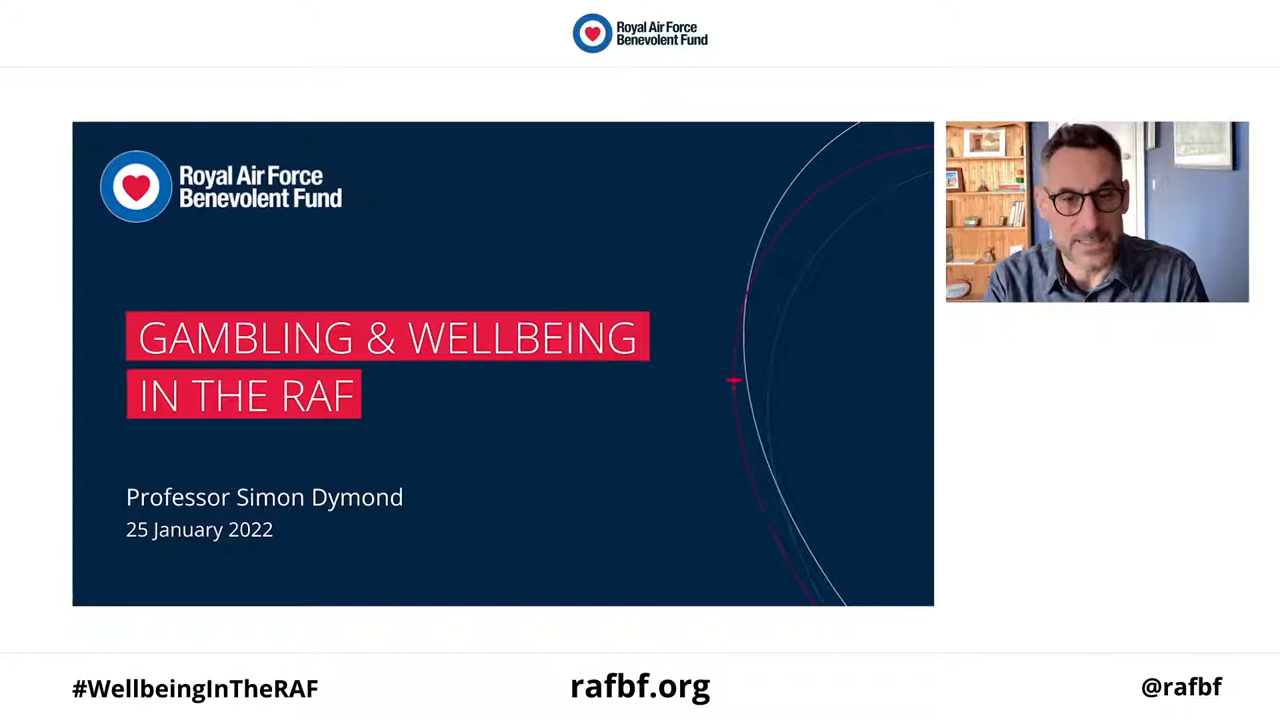 Royal Air Force
Benevolent Fund
Royal Air Force
Benevolent Fund
GAMBLING & WELLBEING
IN THE RAF
Professor Simon Dymond
25 January 2022
#WellbeingInTheRAF
rafbf.org
@rafbf